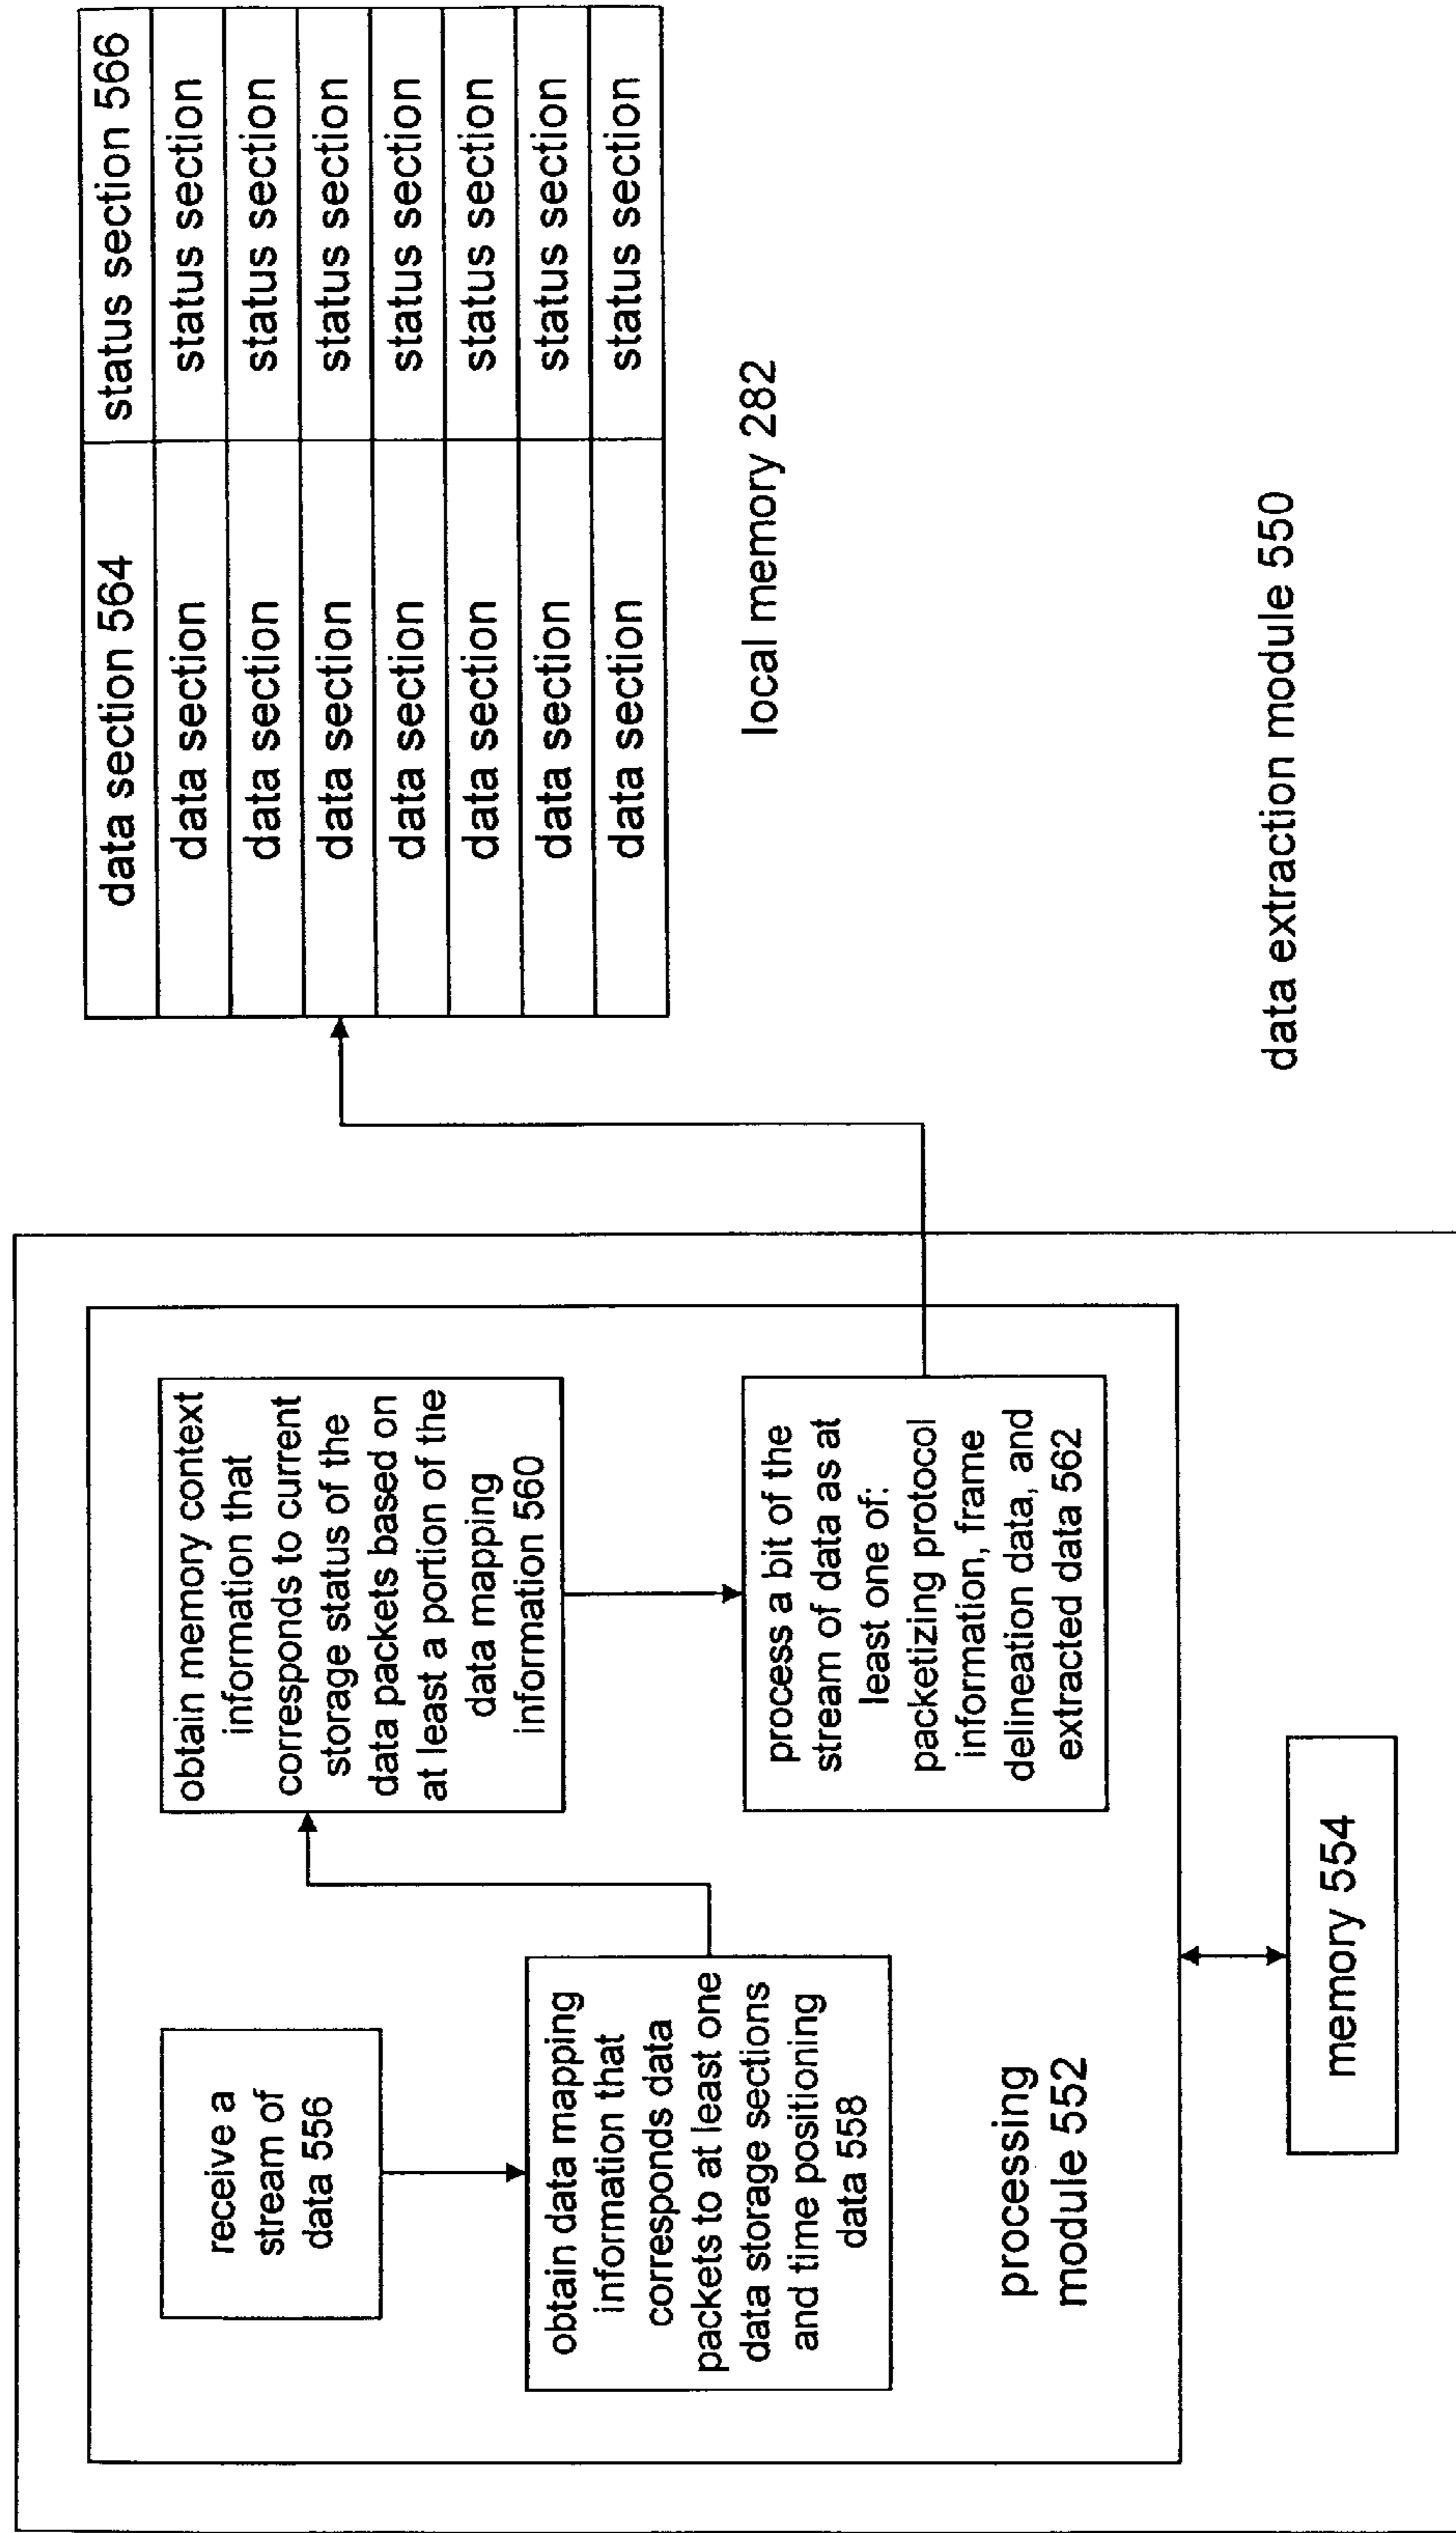 receive a
stream of
data 556
obtain data mapping
information that
corresponds data
packets to at least one
data storage sections
and time positioning
data 558
obtain memory context
information that
corresponds to current
storage status of the
data packets based on
at least a portion of the
data mapping
information 560
process a bit of the
stream of data as at
least one of:
packetizing protocol
information, frame
delineation data, and
extracted data 562
processing
module 552
memory 554
data section 564 status section 566
data section status section
data section status section
data section status section
data section status section
data section status section
data section status section
data section status section
local memory 282
data extraction module 550